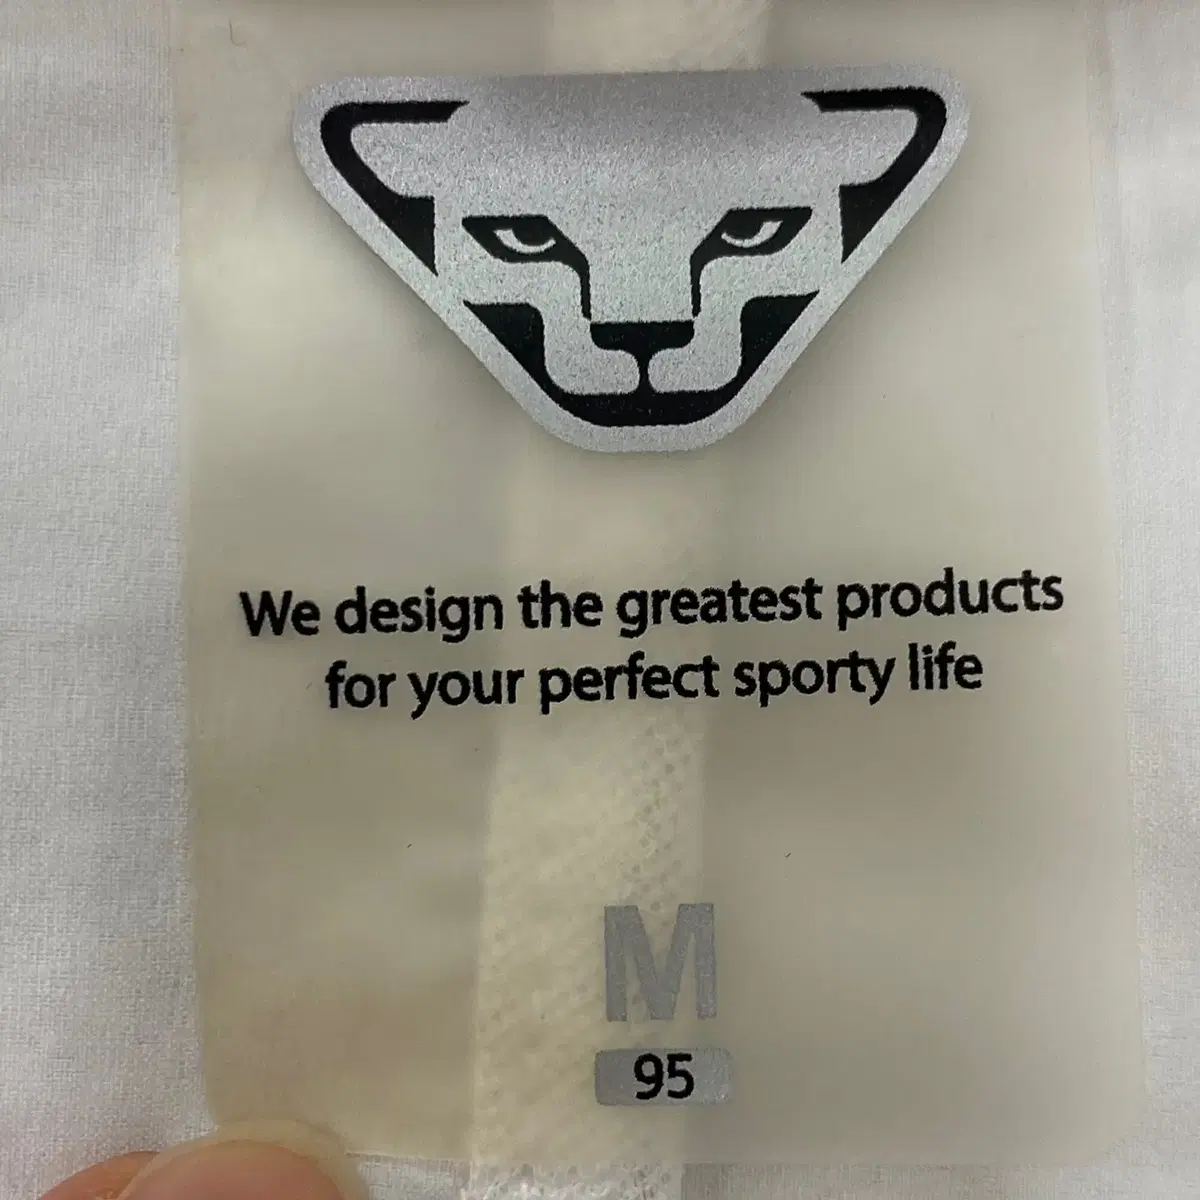 We design the greatest products
for your perfect sporty life
M
95